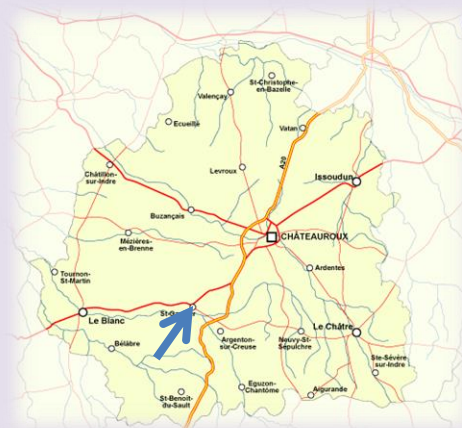 St-Christophe-
en-Bazelle
Valençay
Ecueillé
Vatan
A20
Levroux
Châtillon-
sur-Indre
Issoudun
Buzançais
CHÂTEAUROUX
Mézières-
en-Brenne
Ardentes
Tournon-
St-Martin
Le Blanc
Argenton-
sur-Creuse
Neuvy-St-
Sépulchre
Le Châtre
Bélâbre
Ste-Sévère
sur-Indre
Eguzon-
Chantôme
Aigurande
St-Benoit-
du-Sault